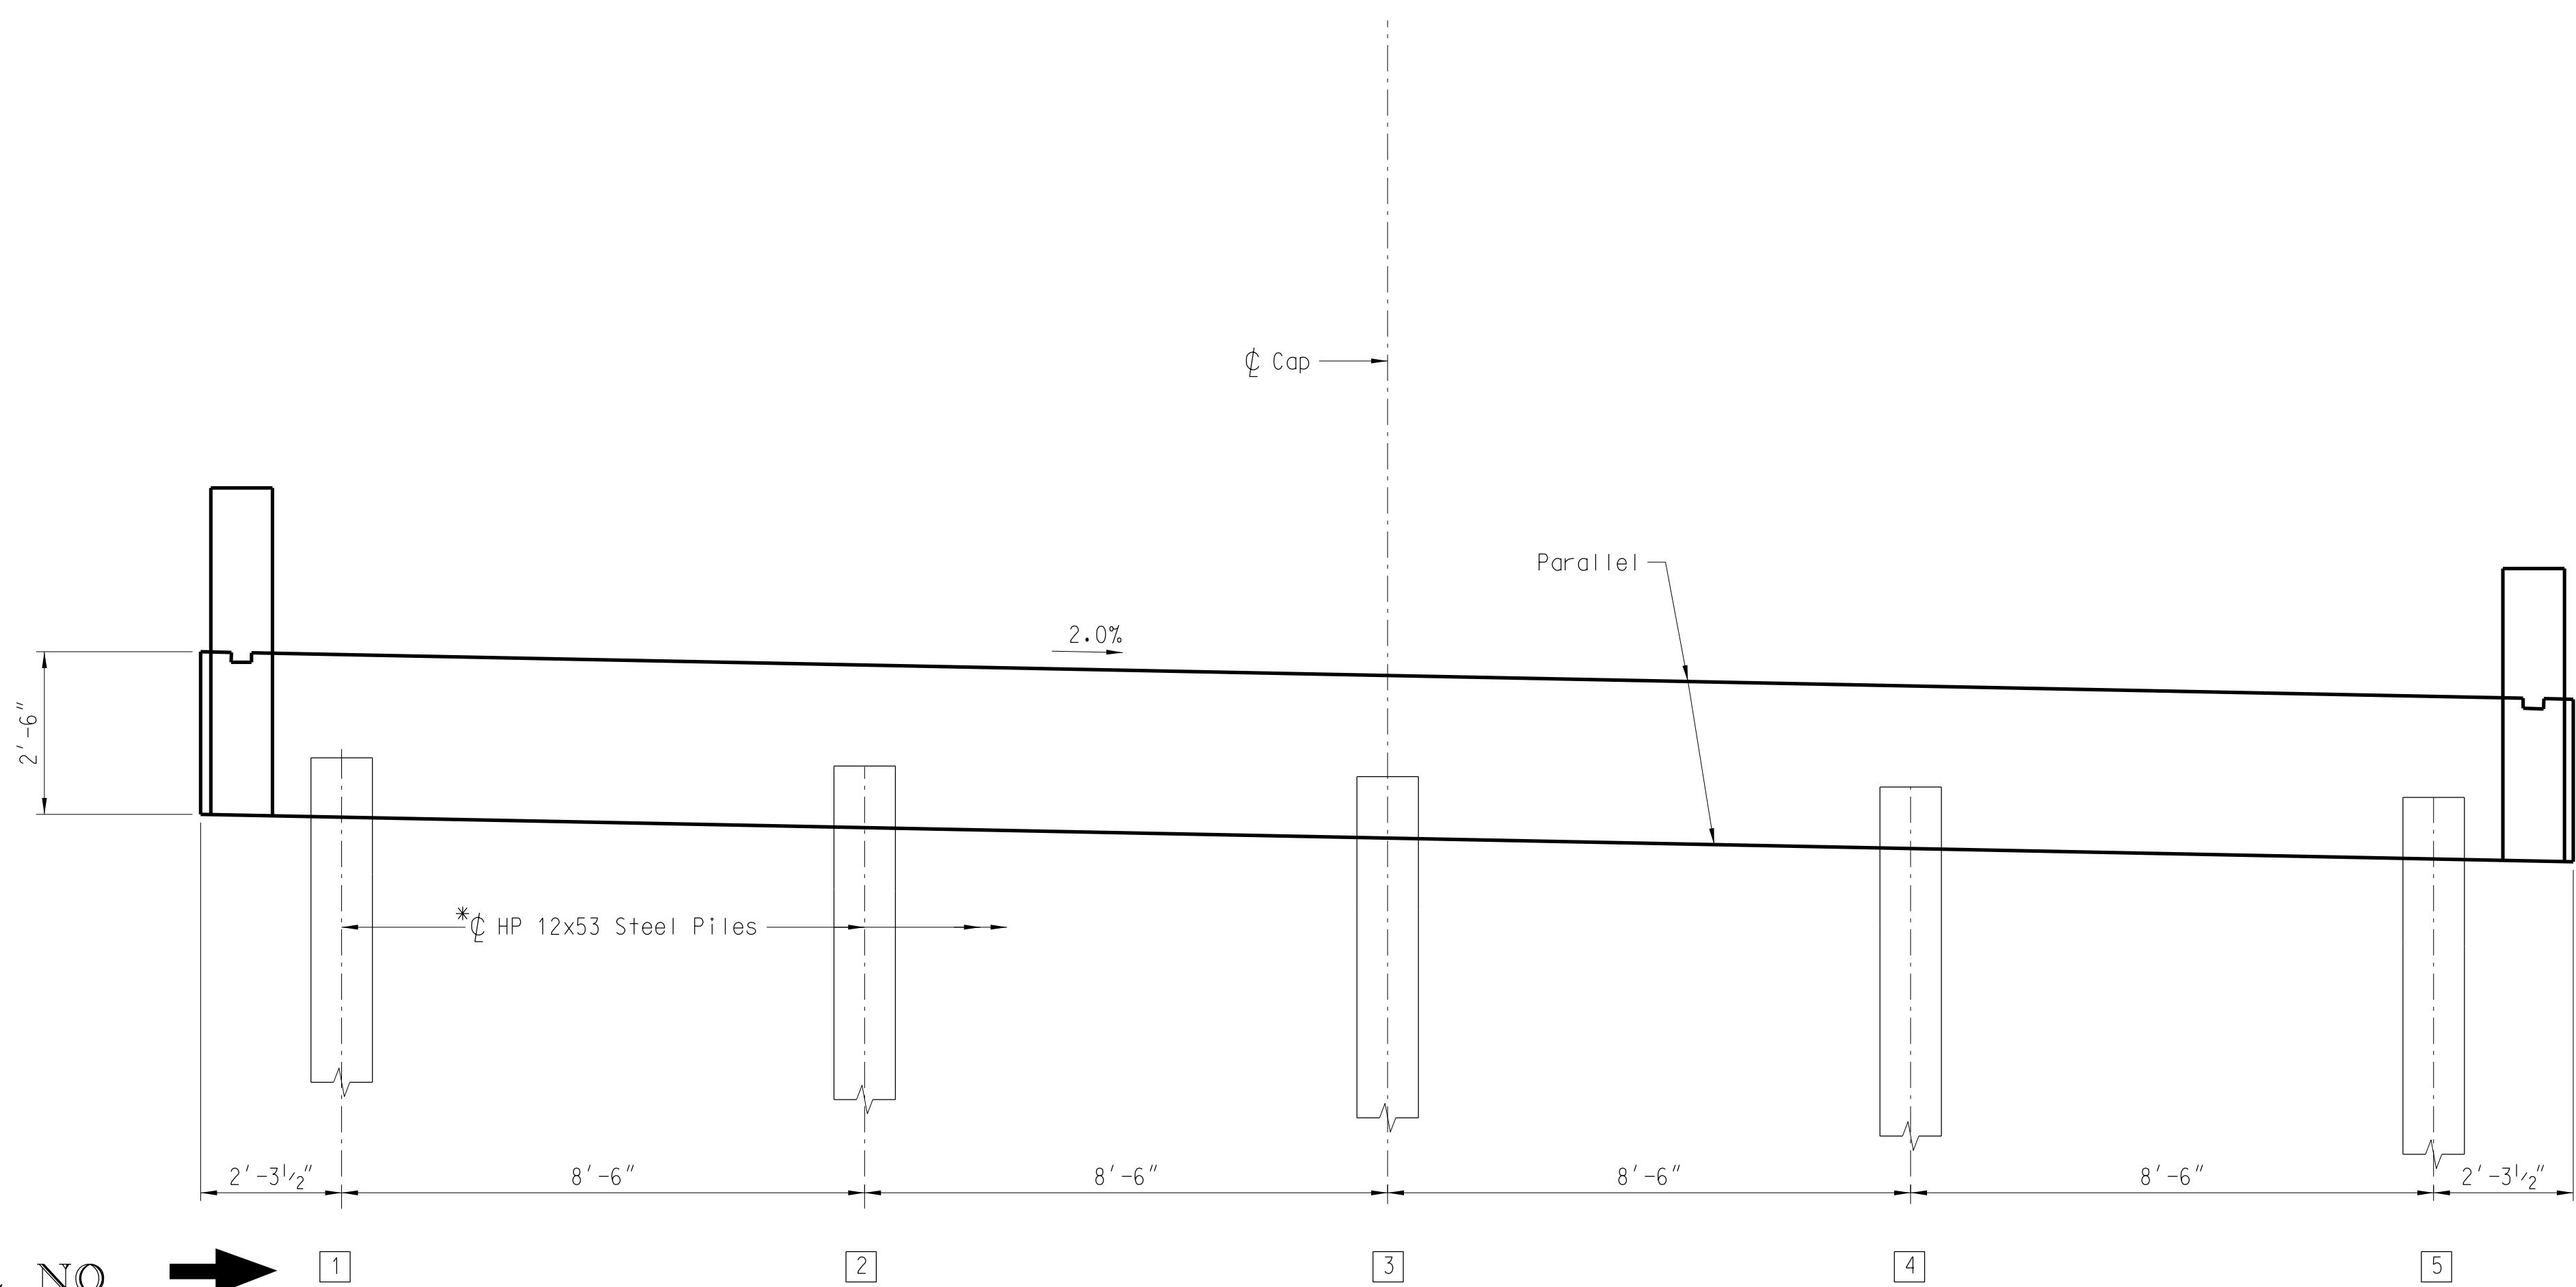 ℄ Cap
Parallel
2.0%
2'-6"
*℄ HP 12x53 Steel Piles
2'-3½" 8'-6" 8'-6" 8'-6" 8'-6" 2'-3½"
1 2 3 4 5
NO